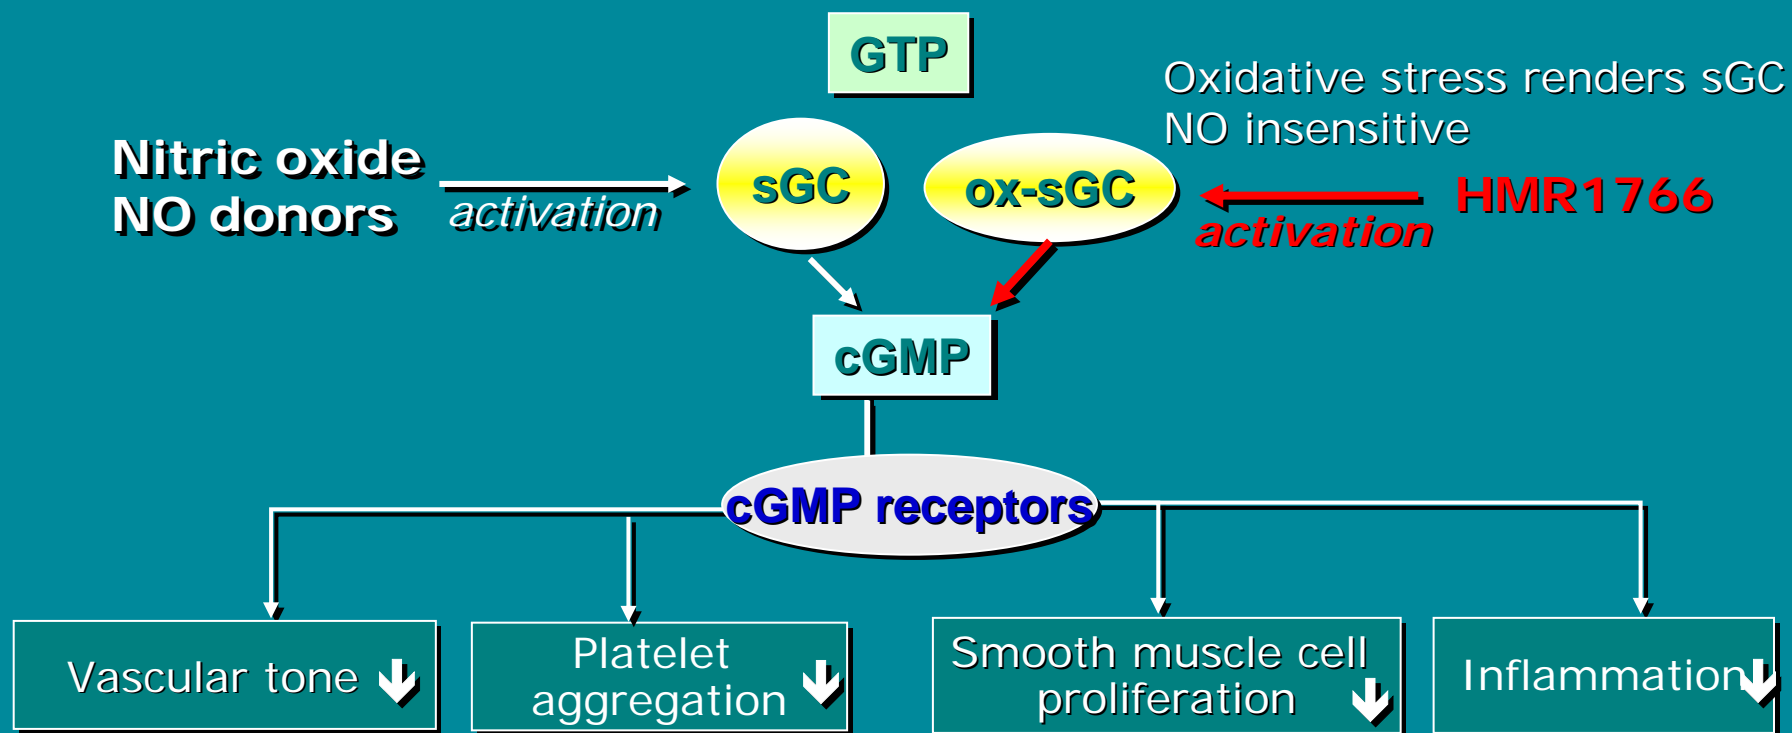 GTP
Oxidative stress renders sGC
NO insensitive
Nitric oxide
NO donors
activation
sGC
ox-sGC
HMR1766
activation
cGMP
cGMP receptors
Vascular tone
Platelet
aggregation
Smooth muscle cell
proliferation
Inflammation